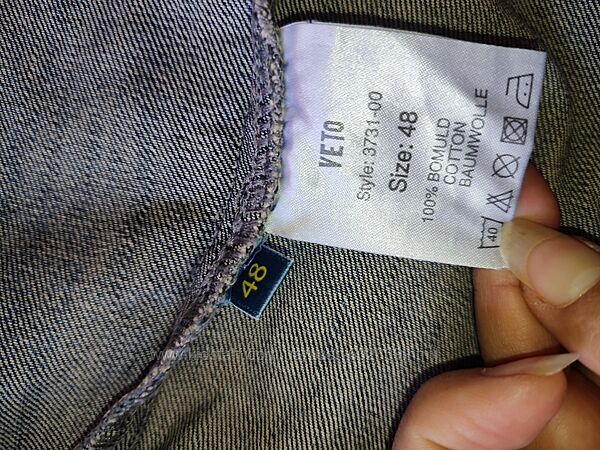 VETO
Style: 3731-00
Size: 48
100% BOMULD
COTTON
BAUMWOLLE
40
48